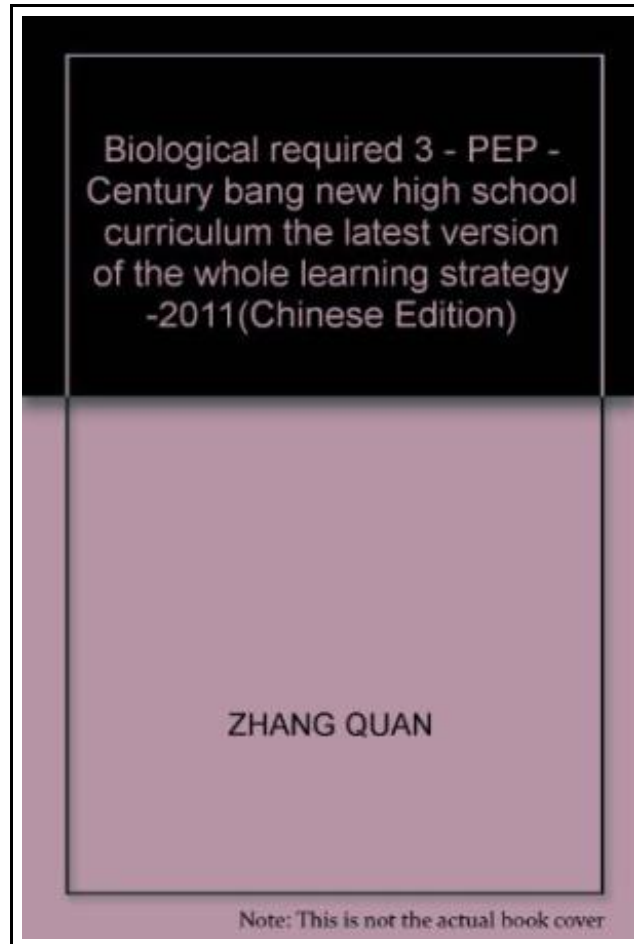 Biological required 3 - PEP -
Century bang new high school
curriculum the latest version
of the whole learning strategy
-2011(Chinese Edition)
ZHANG QUAN
Note: This is not the actual book cover